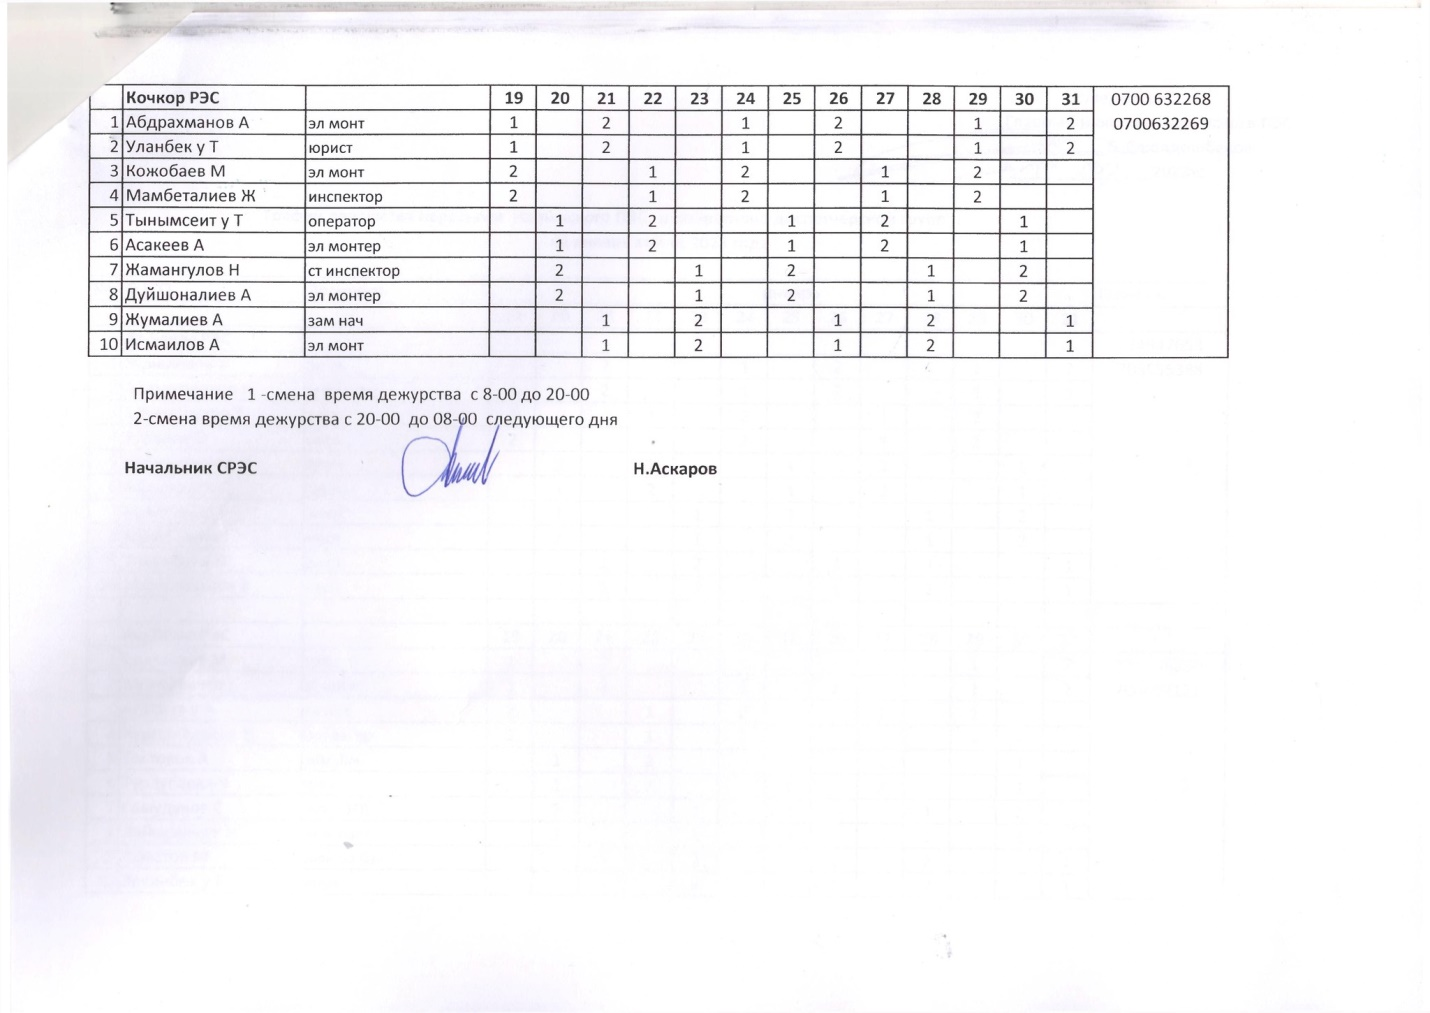 Кочкор РЭС 19 20 21 22 23 24 25 26 27 28 29 30 31 0700 632268
1 Абдрахманов А эл монт 1 2 1 2 1 2 0700632269
2 Уланбек у Т юрист 1 2 1 2 1 2
3 Кожобаев М эл монт 2 1 2 1 2
4 Мамбеталиев Ж инспектор 2 1 2 1 2
5 Тынымсеит у Т оператор 1 2 1 2 1
6 Асакеев А эл монтер 1 2 1 2 1
7 Жамангулов Н ст инспектор 2 1 2 1 2
8 Дуйшоналиев А эл монтер 2 1 2 1 2
9 Жумалиев А зам нач 1 2 1 2 1
10 Исмаилов А эл монт 1 2 1 2 1
Примечание 1 -смена время дежурства с 8-00 до 20-00
2-смена время дежурства с 20-00 до 08-00 следующего дня
Начальник СРЭС Н.Аскаров